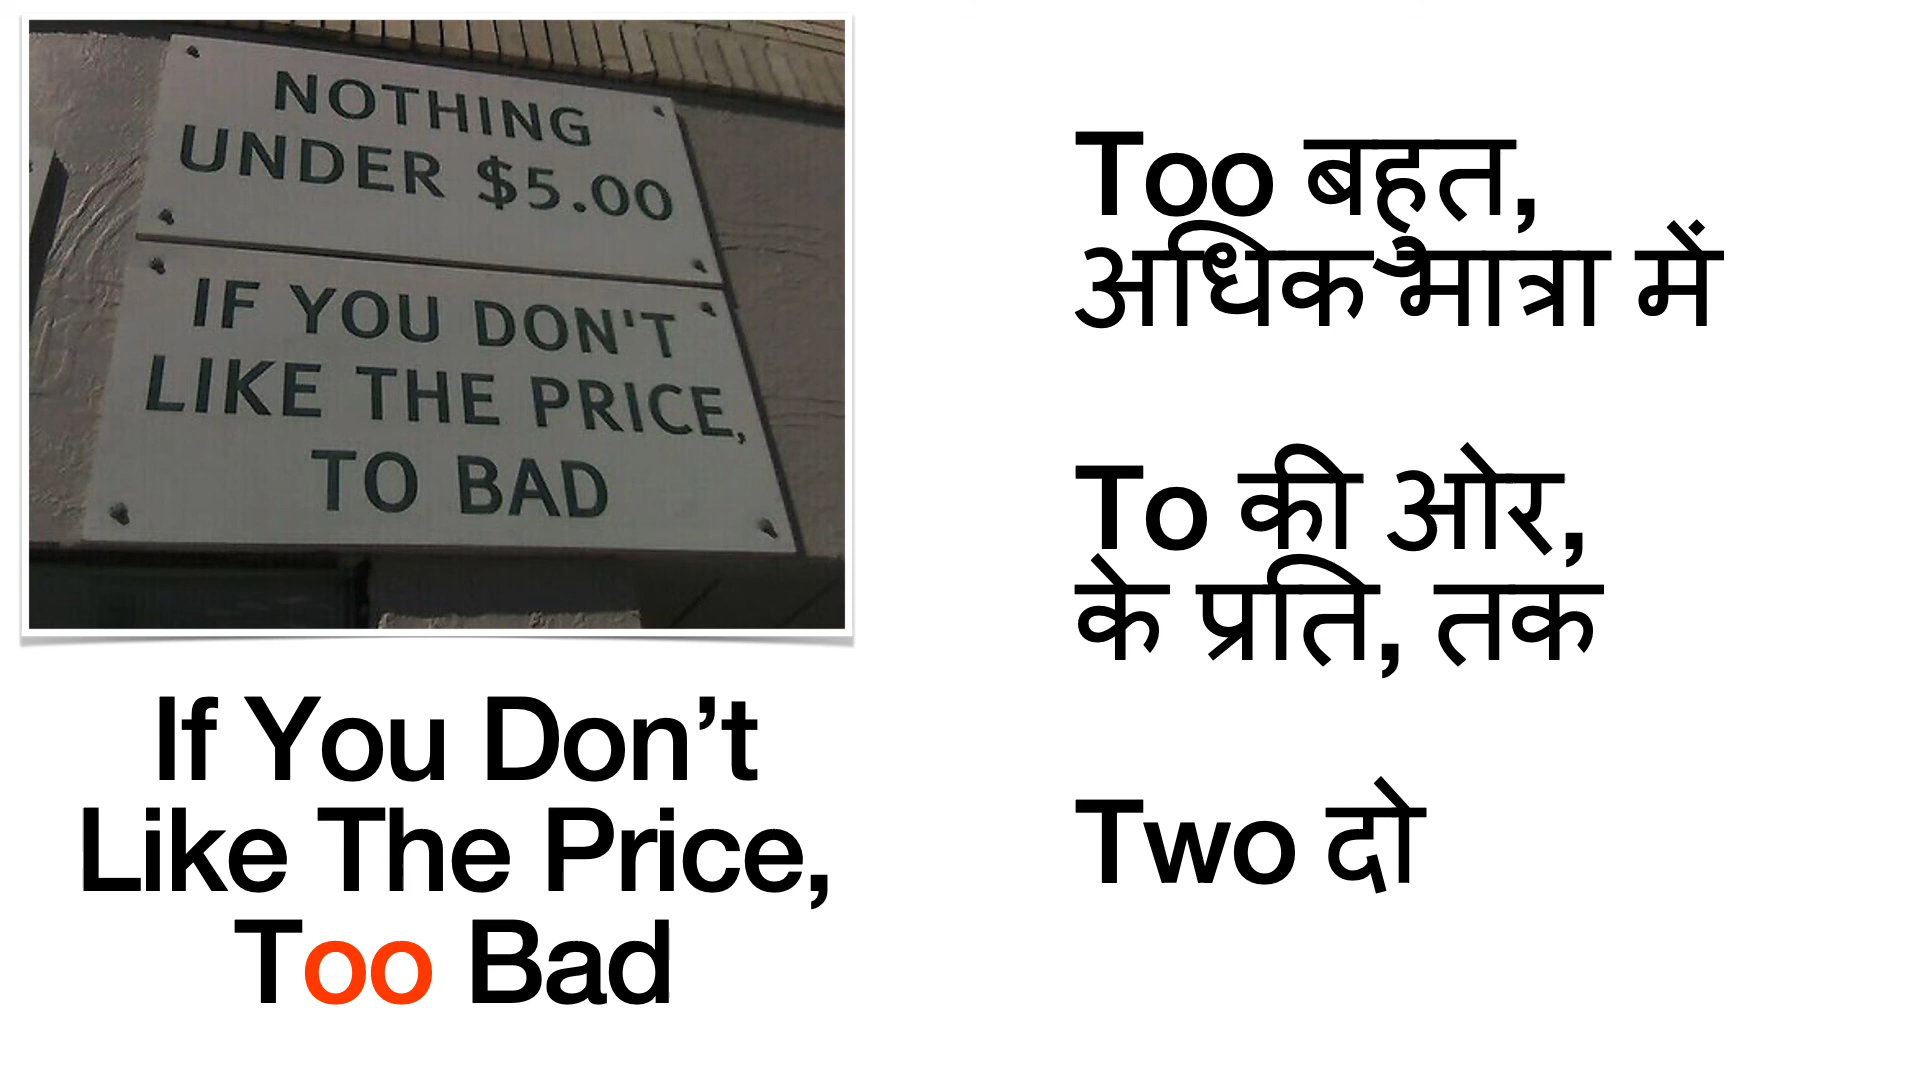 NOTHING
UNDER $5.00
IF YOU DON'T
LIKE THE PRICE,
TO BAD
If You Don’t
Like The Price,
Too Bad
Too बहुत,
अधिक मात्रा में
To की ओर,
के प्रति, तक
Two दो